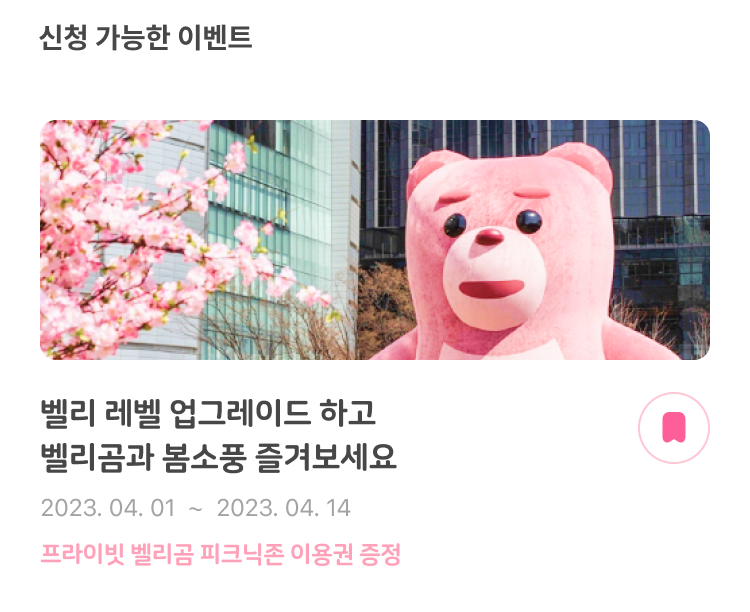 신청 가능한 이벤트
벨리 레벨 업그레이드 하고
벨리곰과 봄소풍 즐겨보세요
2023. 04. 01 ~ 2023. 04. 14
프라이빗 벨리곰 피크닉존 이용권 증정